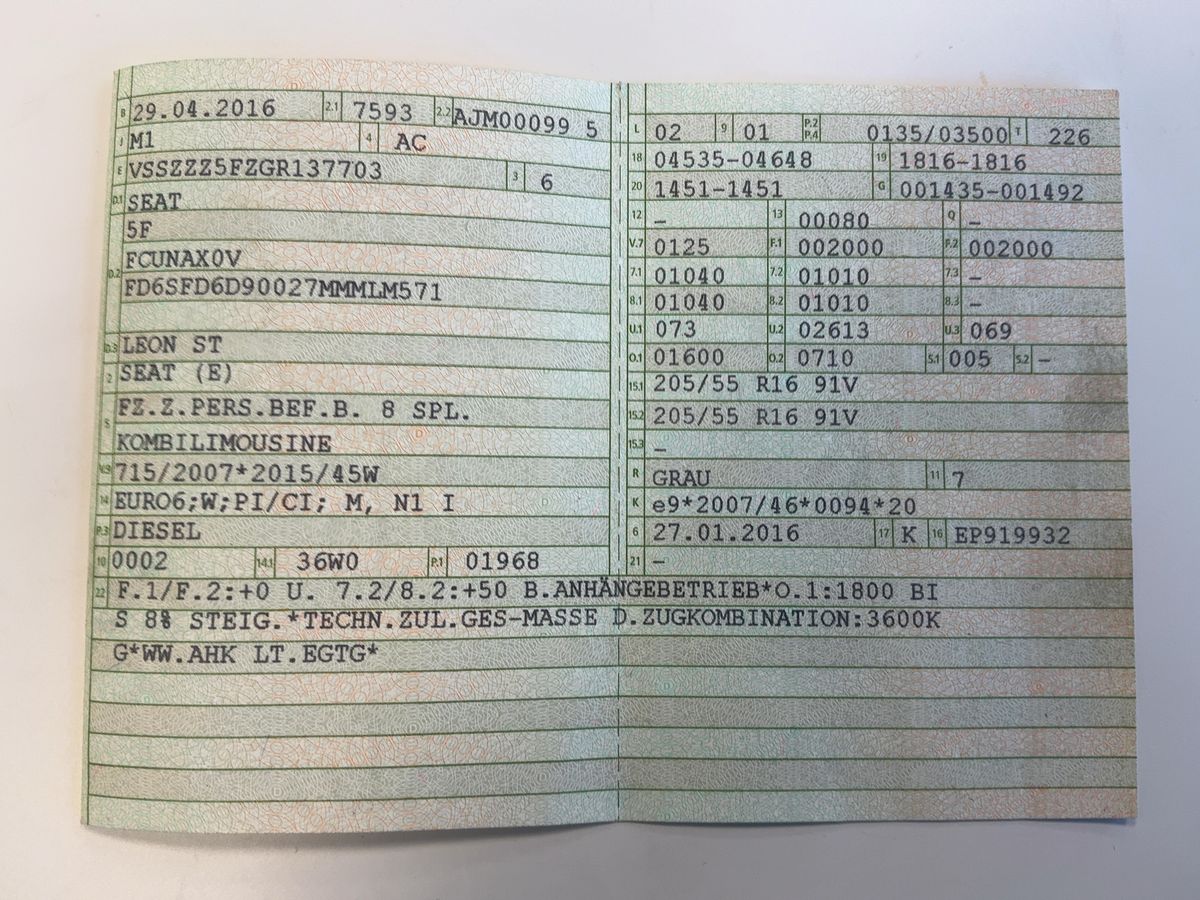 B 29.04.2016 2.1 7593 2.2 AJM00099 5
J M1 4 AC
E VSSZZZ5FZGR137703 3 6
D.1 SEAT
5F
D.2 FCUNAX0V
FD6SFD6D90027MMMLM571
D.3 LEON ST
2 SEAT (E)
5 FZ.Z.PERS.BEF.B. 8 SPL.
KOMBILIMOUSINE
V.9 715/2007*2015/45W
14 EURO6;W;PI/CI; M, N1 I
P.3 DIESEL
10 0002 14.1 36W0 P.1 01968
L 02 9 01 P.2 P.4 0135/03500 T 226
18 04535-04648 19 1816-1816
20 1451-1451 G 001435-001492
12 – 13 00080 Q –
V.7 0125 F.1 002000 F.2 002000
7.1 01040 7.2 01010 7.3 –
8.1 01040 8.2 01010 8.3 –
U.1 073 U.2 02613 U.3 069
O.1 01600 O.2 0710 S.1 005 S.2 –
15.1 205/55 R16 91V
15.2 205/55 R16 91V
15.3 –
R GRAU 11 7
K e9*2007/46*0094*20
6 27.01.2016 17 K 16 EP919932
21 –
22 F.1/F.2:+0 U. 7.2/8.2:+50 B.ANHÄNGEBETRIEB*O.1:1800 BI
S 8% STEIG.*TECHN.ZUL.GES-MASSE D.ZUGKOMBINATION:3600K
G*WW.AHK LT.EGTG*